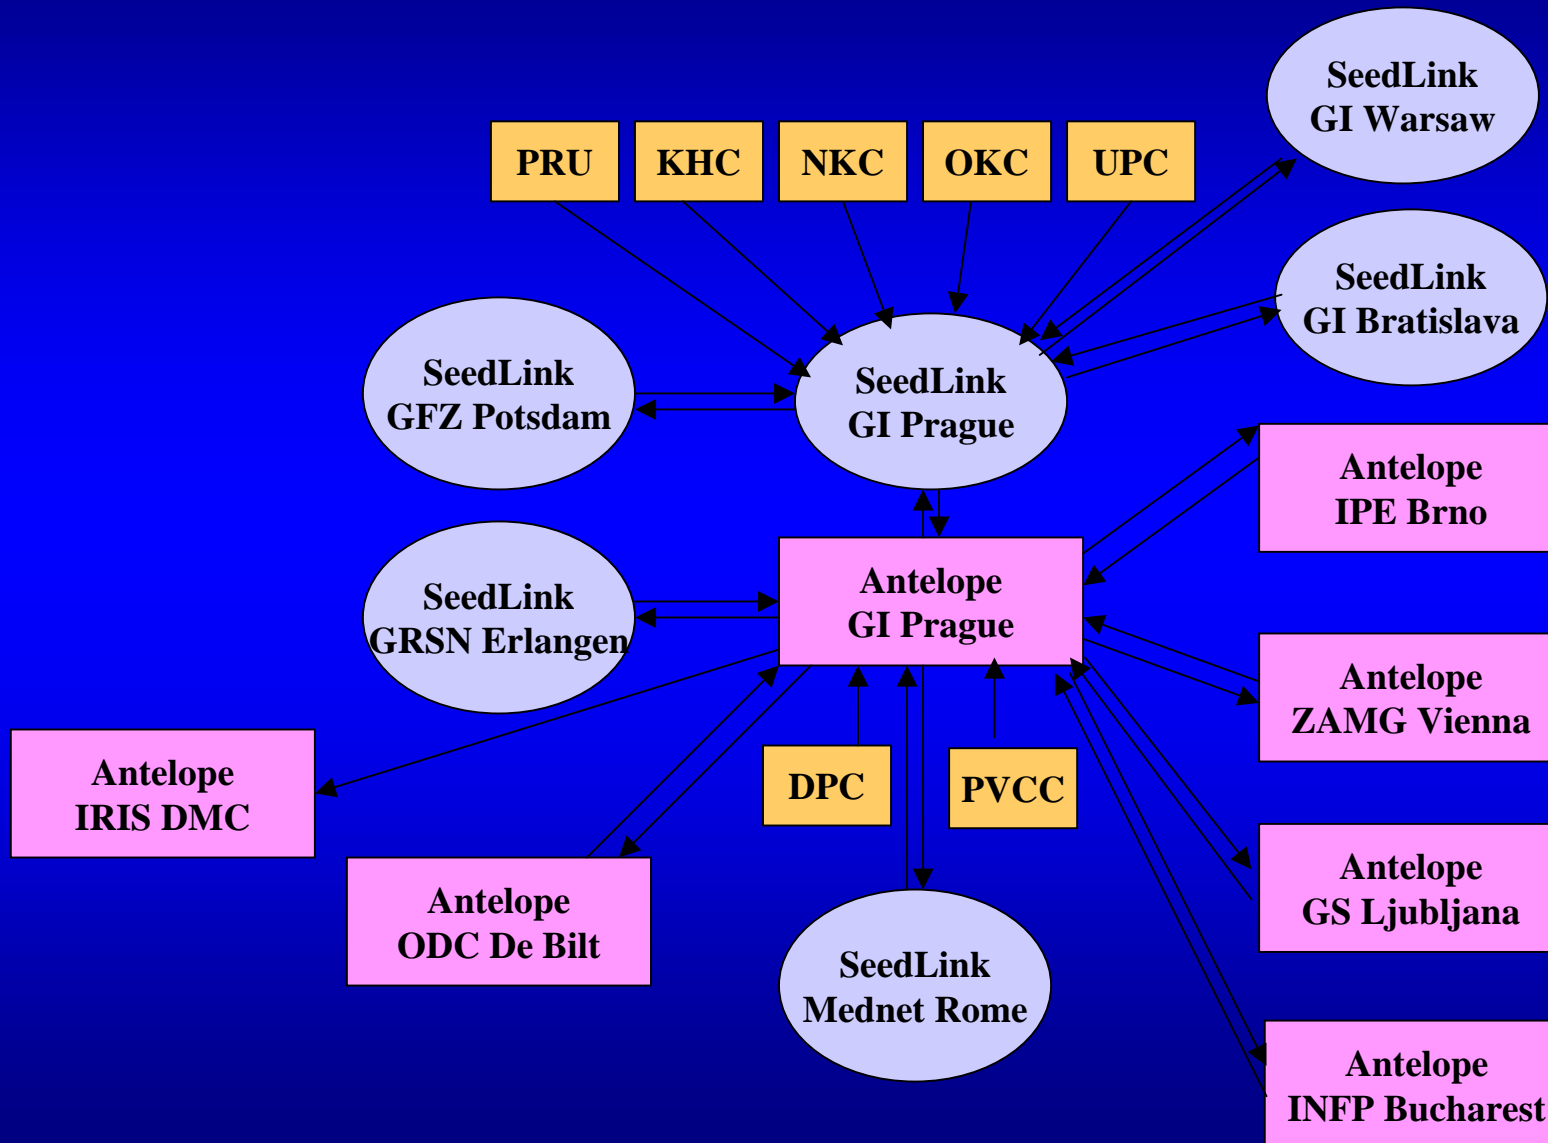 SeedLink
GI Warsaw
PRU
KHC
NKC
OKC
UPC
SeedLink
GI Bratislava
SeedLink
GFZ Potsdam
SeedLink
GI Prague
Antelope
IPE Brno
Antelope
GI Prague
SeedLink
GRSN Erlangen
Antelope
ZAMG Vienna
Antelope
IRIS DMC
DPC
PVCC
Antelope
ODC De Bilt
Antelope
GS Ljubljana
SeedLink
Mednet Rome
Antelope
INFP Bucharest